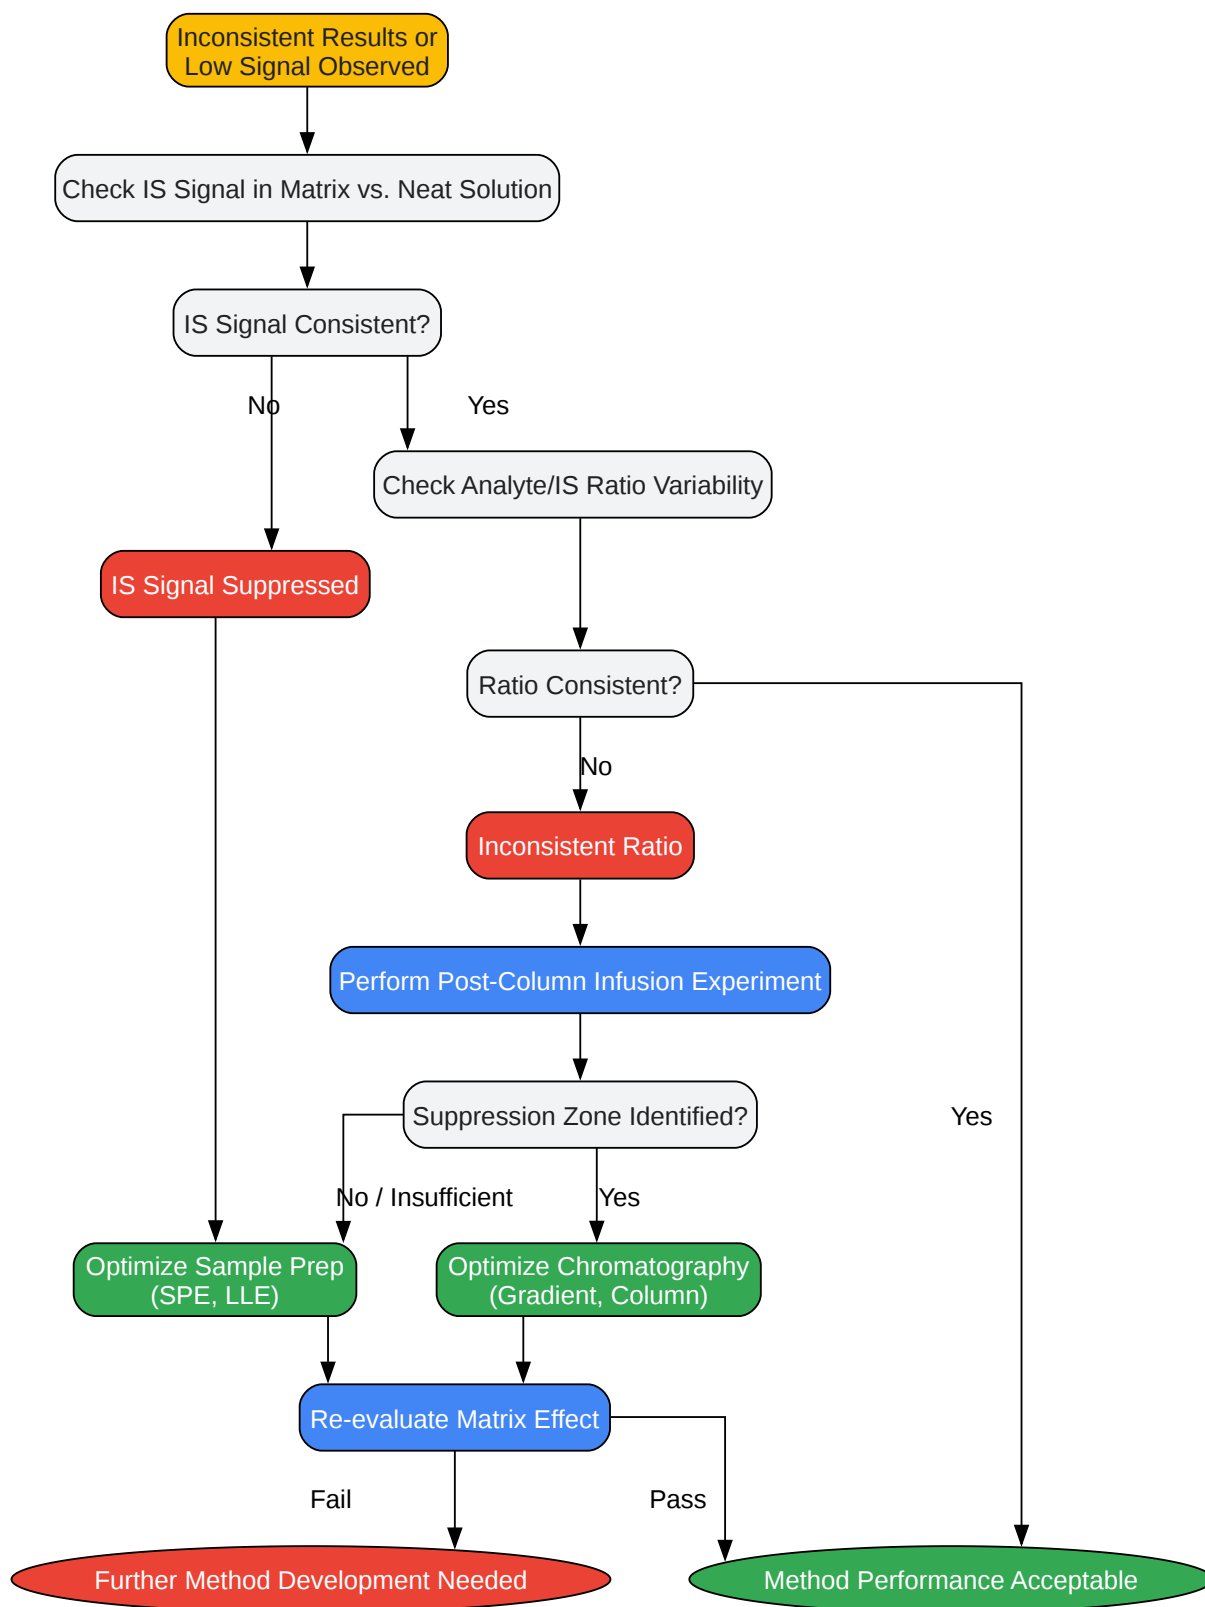 Inconsistent Results or
Low Signal Observed
Check IS Signal in Matrix vs. Neat Solution
IS Signal Consistent?
No
Yes
Check Analyte/IS Ratio Variability
IS Signal Suppressed
Ratio Consistent?
No
Inconsistent Ratio
Perform Post-Column Infusion Experiment
Suppression Zone Identified?
Yes
No / Insufficient
Yes
Optimize Sample Prep
(SPE, LLE)
Optimize Chromatography
(Gradient, Column)
Re-evaluate Matrix Effect
Fail
Pass
Further Method Development Needed
Method Performance Acceptable